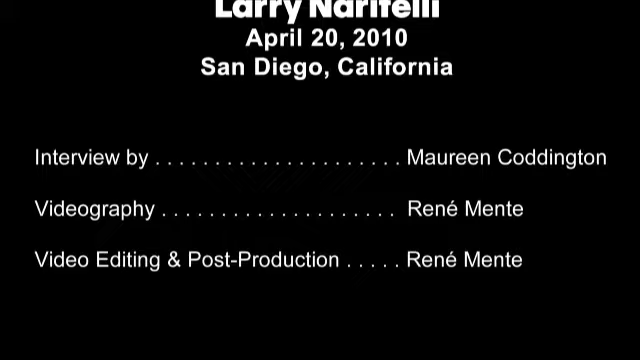 Larry Naritelli
April 20, 2010
San Diego, California
Interview by . . . . . . . . . . . . . . . . . . . . . Maureen Coddington
Videography . . . . . . . . . . . . . . . . . . . . René Mente
Video Editing & Post-Production . . . . . René Mente